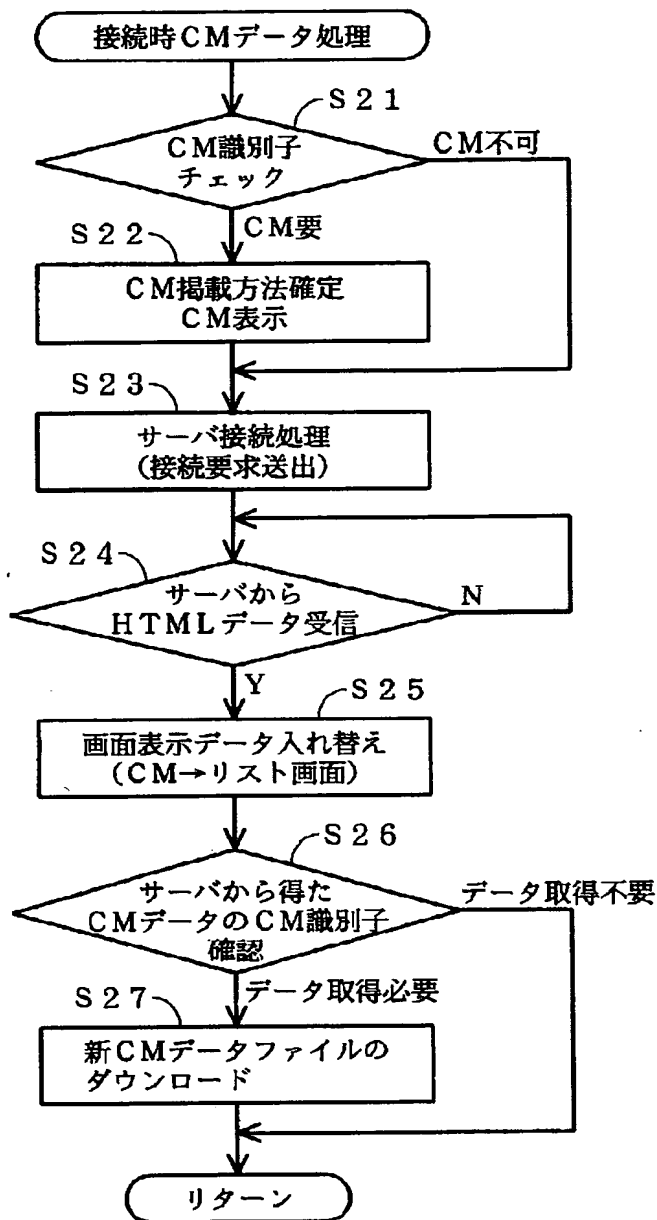 接続時CMデータ処理
S21
CM識別子
チェック
CM不可
CM要
S22
CM掲載方法確定
CM表示
S23
サーバ接続処理
(接続要求送出)
S24
サーバから
HTMLデータ受信
N
Y
S25
画面表示データ入れ替え
(CM→リスト画面)
S26
サーバから得た
CMデータのCM識別子
確認
データ取得不要
データ取得必要
S27
新CMデータファイルの
ダウンロード
リターン